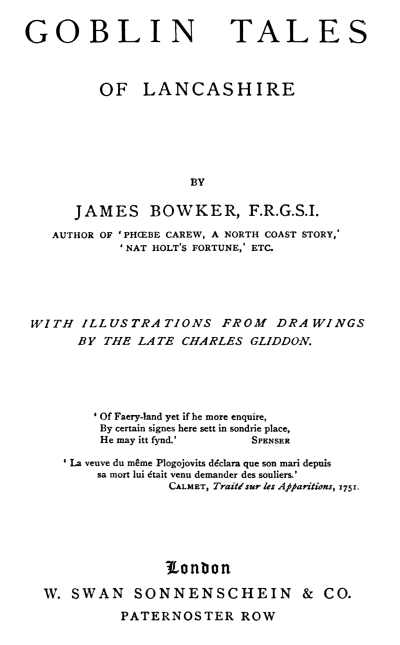 GOBLIN TALES
OF LANCASHIRE
BY
JAMES BOWKER, F.R.G.S.I.
AUTHOR OF ‘PHŒBE CAREW, A NORTH COAST STORY,’
‘NAT HOLT'S FORTUNE,’ ETC.
WITH ILLUSTRATIONS FROM DRAWINGS
BY THE LATE CHARLES GLIDDON.
‘Of Faery-land yet if he more enquire,
By certain signes here sett in sondrie place,
He may itt fynd.’ SPENSER
‘La veuve du même Plogojovits déclara que son mari depuis
sa mort lui était venu demander des souliers.’
CALMET, Traité sur les Apparitions, 1751.
London
W. SWAN SONNENSCHEIN & CO.
PATERNOSTER ROW